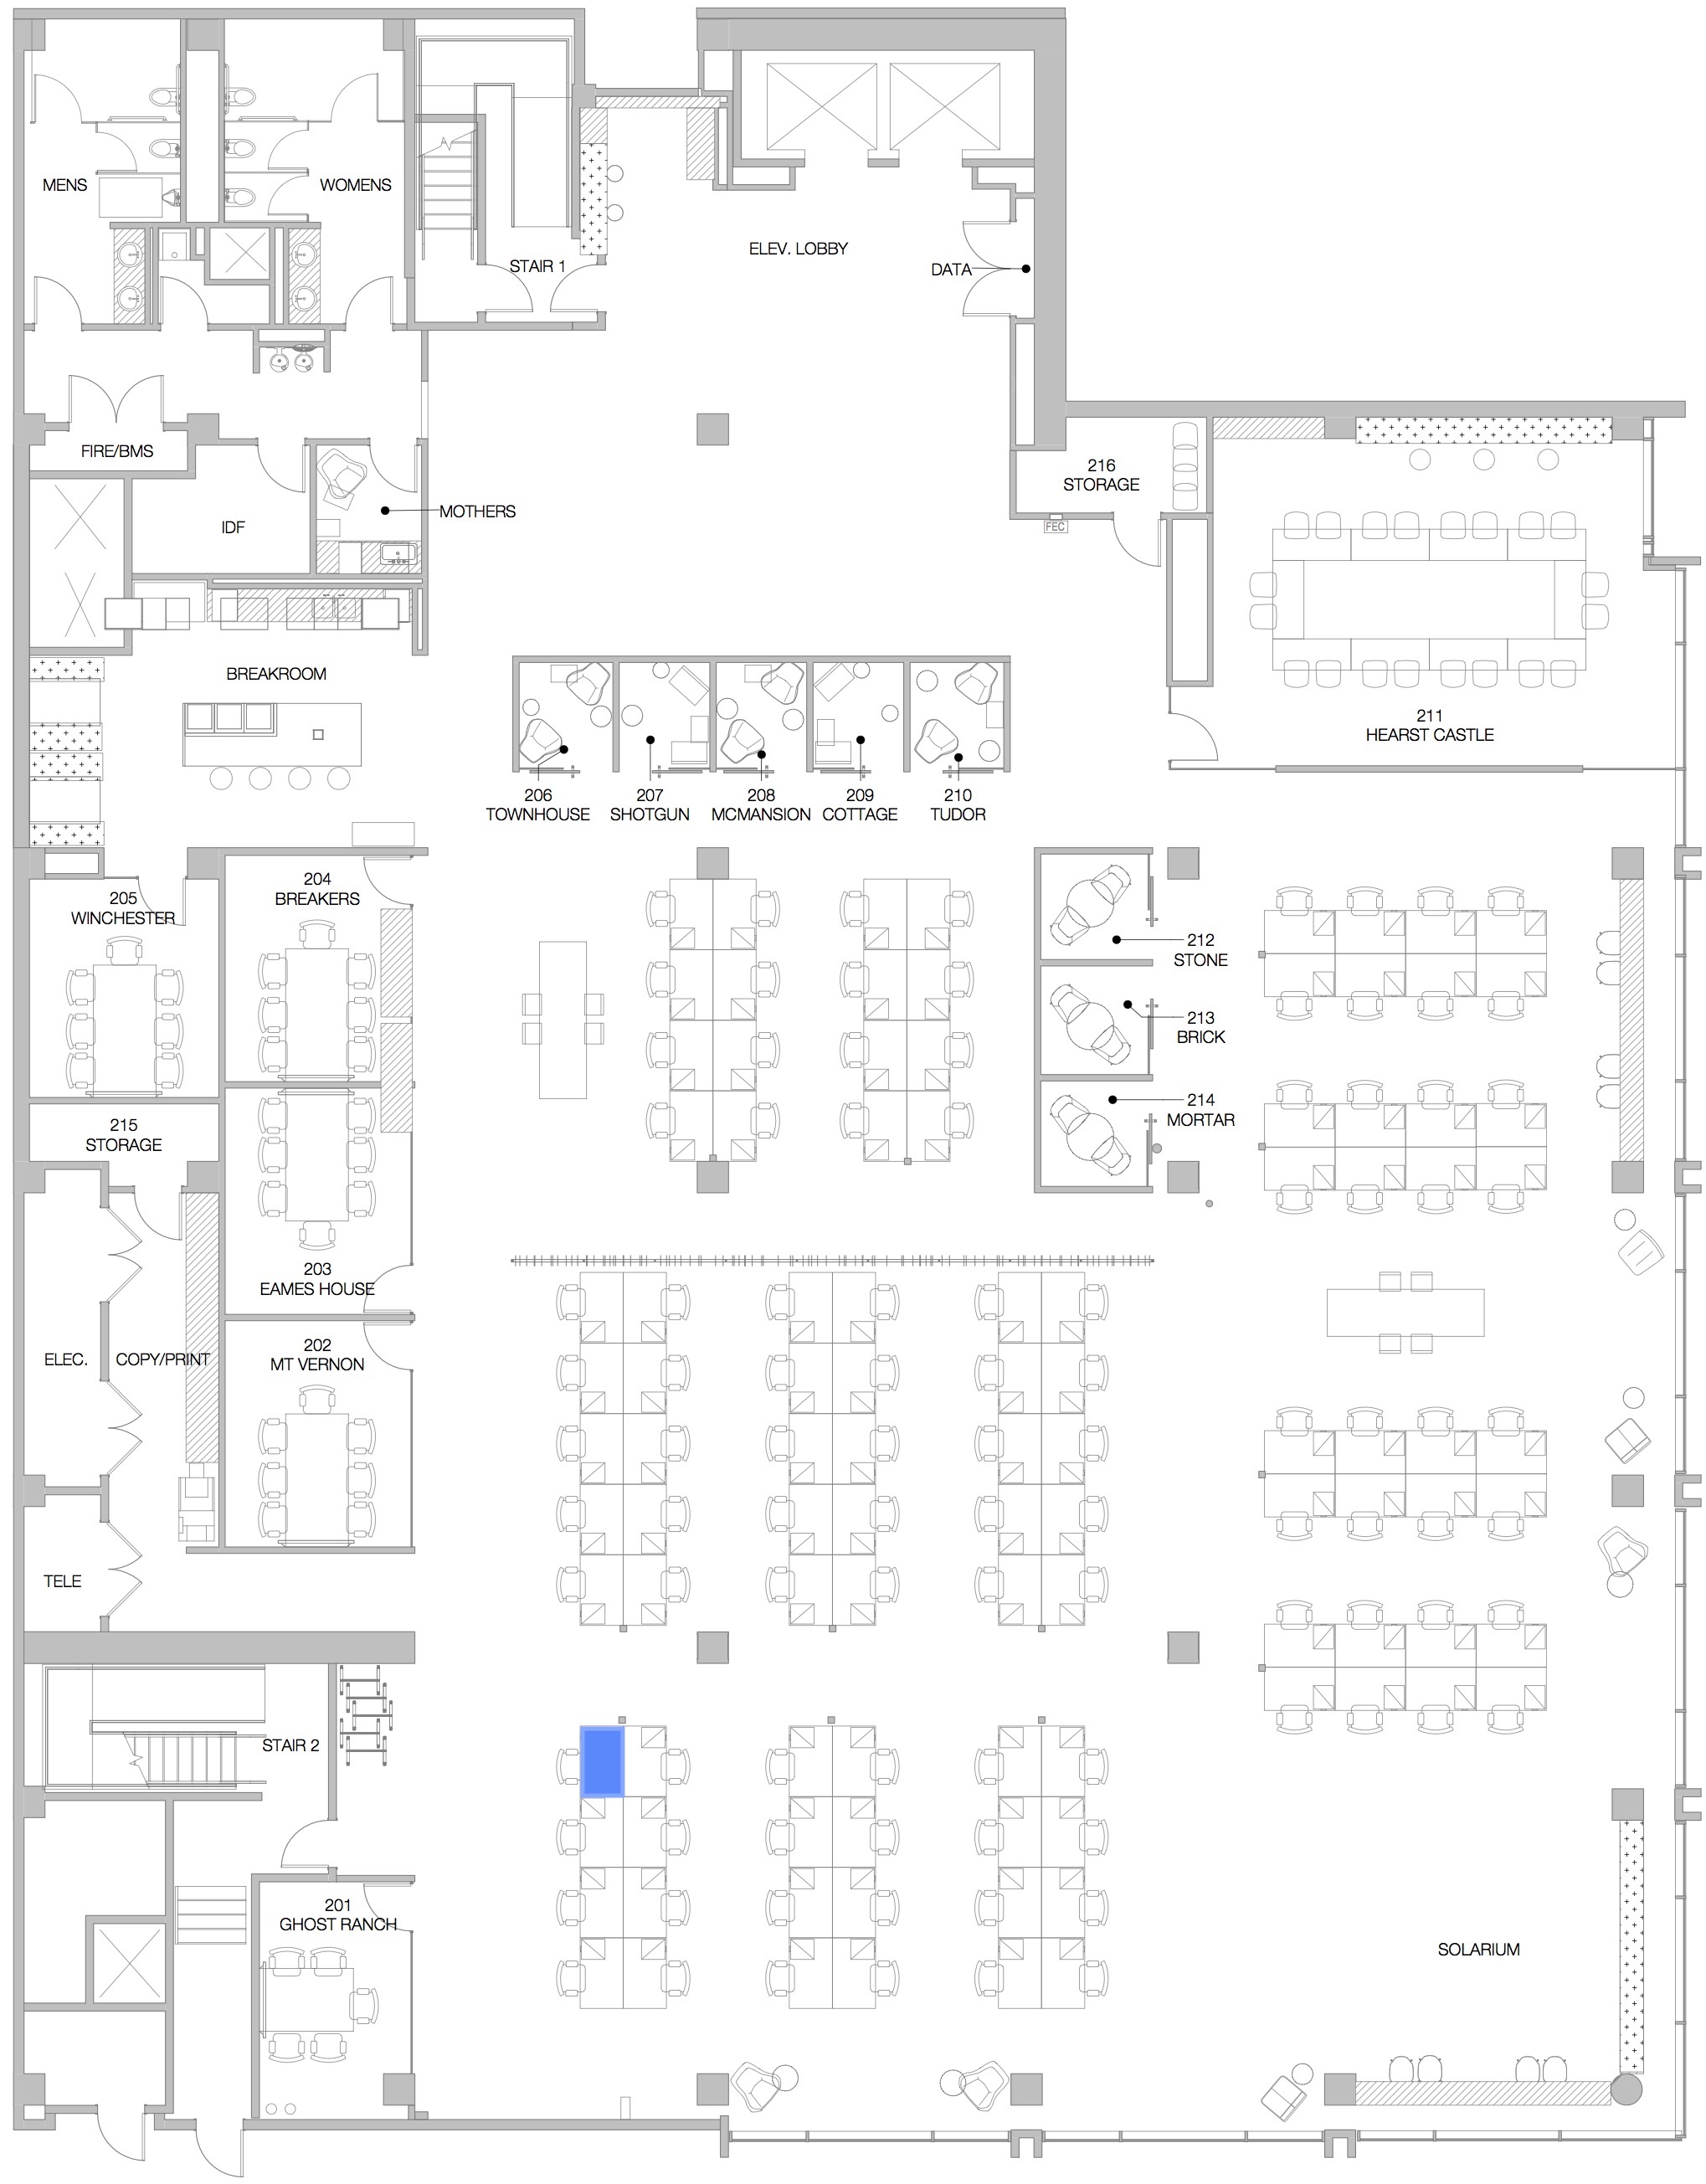 MENS
WOMENS
STAIR 1
ELEV. LOBBY
DATA
FIRE/BMS
IDF
MOTHERS
216
STORAGE
FEC
BREAKROOM
211
HEARST CASTLE
206
TOWNHOUSE
207
SHOTGUN
208
MCMANSION
209
COTTAGE
210
TUDOR
205
WINCHESTER
204
BREAKERS
212
STONE
213
BRICK
214
MORTAR
215
STORAGE
203
EAMES HOUSE
ELEC.
COPY/PRINT
202
MT VERNON
TELE
STAIR 2
201
GHOST RANCH
SOLARIUM